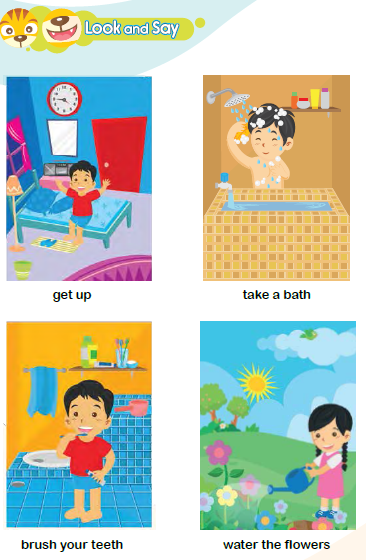 Look and Say
get up
take a bath
brush your teeth
water the flowers